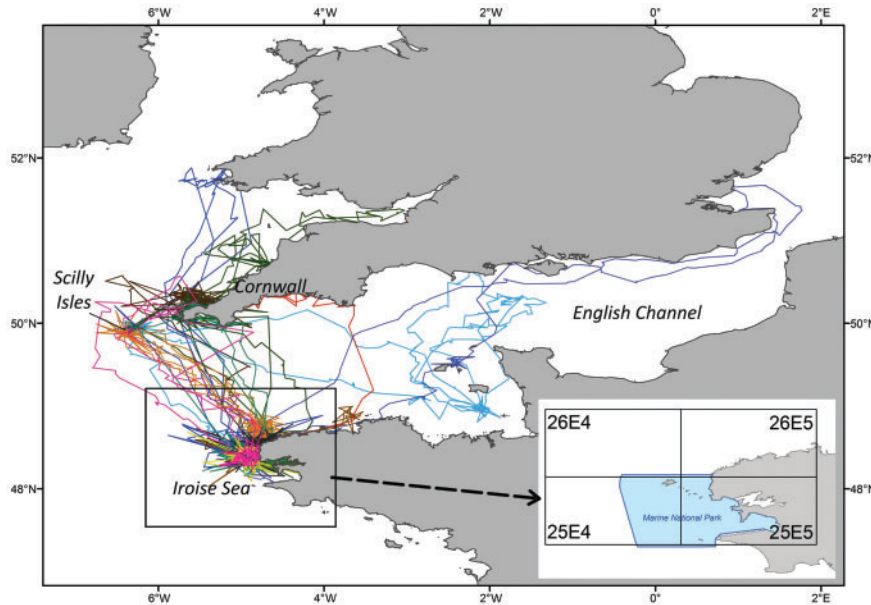 6°W 4°W 2°W 0° 2°E
52°N 52°N
Scilly
Isles
Cornwall
50°N 50°N
English Channel
26E4 26E5
Iroise Sea
48°N 48°N
Marine National Park
25E4 25E5
6°W 4°W 2°W 0° 2°E